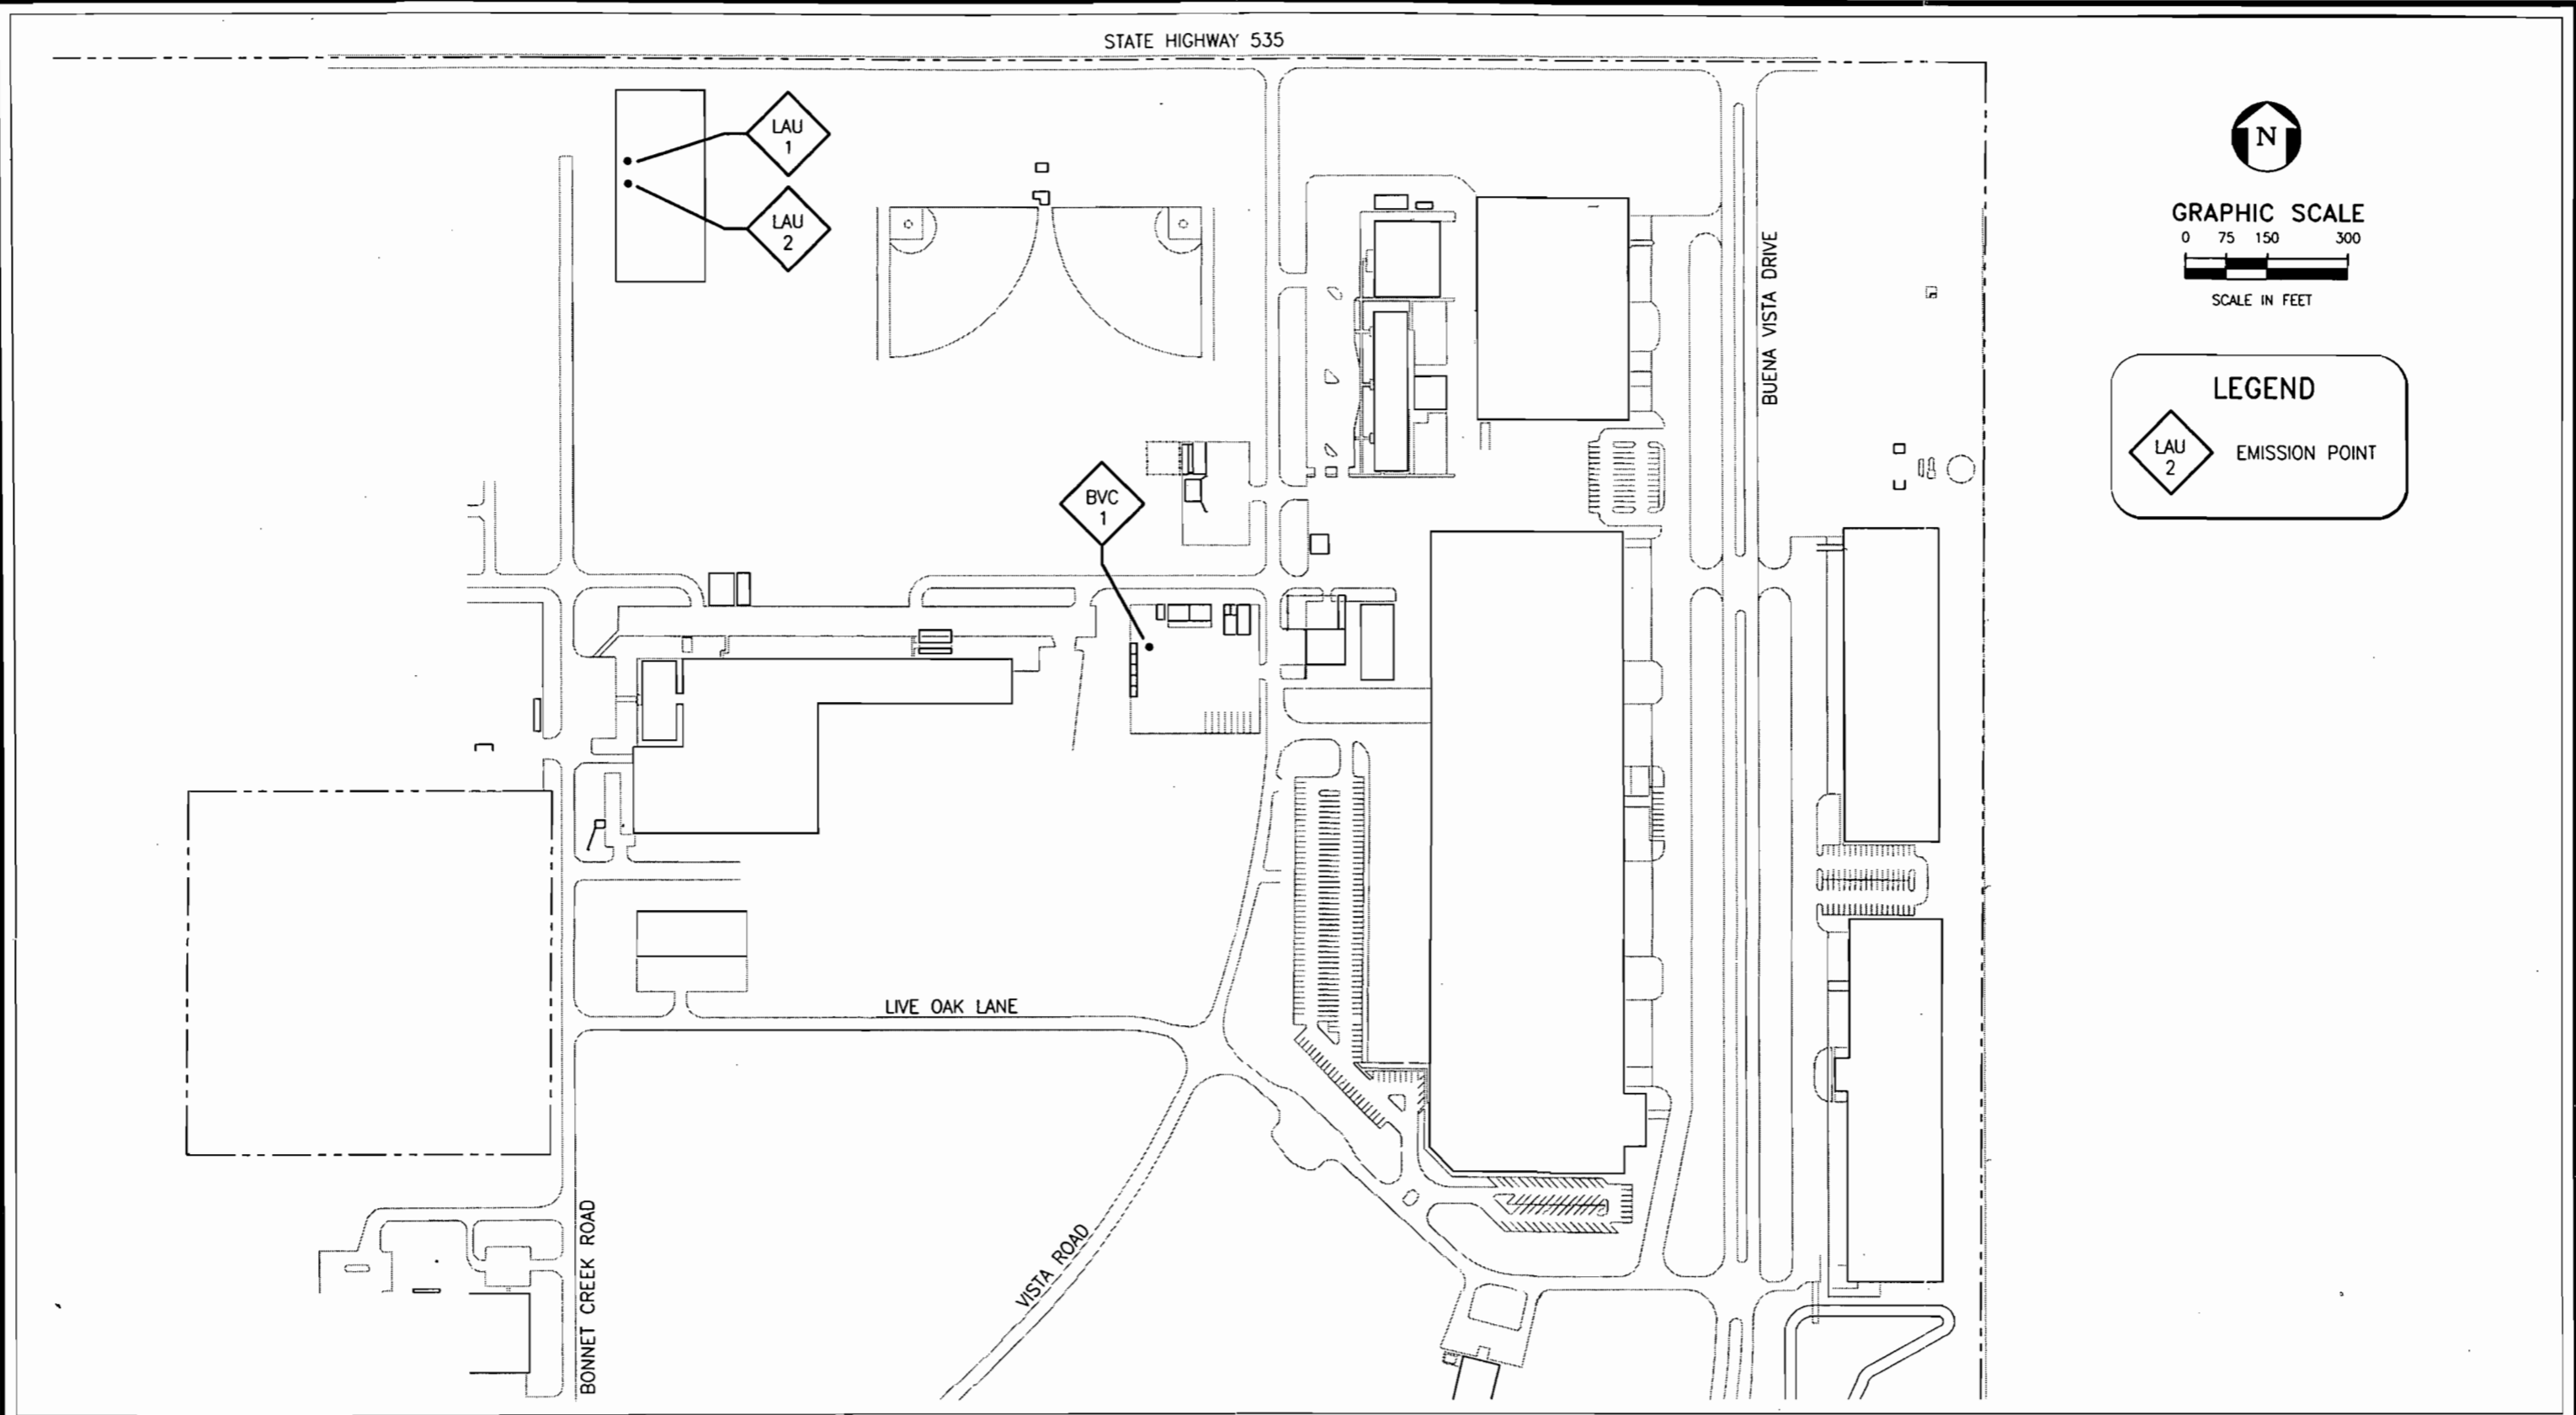 STATE HIGHWAY 535
LAU
1
LAU
2
N
GRAPHIC SCALE
0 75 150 300
SCALE IN FEET
BUENA VISTA DRIVE
LEGEND
LAU
2
EMISSION POINT
BVC
1
LIVE OAK LANE
BONNET CREEK ROAD
VISTA ROAD